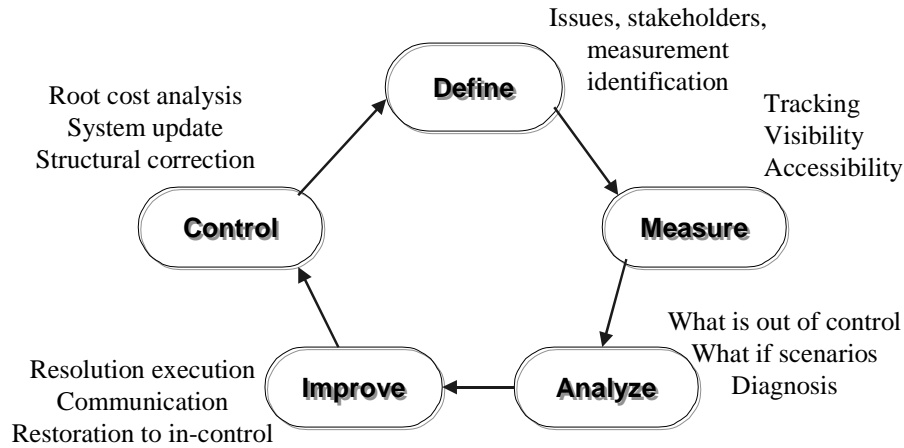 Issues, stakeholders,
measurement
identification
Define
Tracking
Visibility
Accessibility
Measure
What is out of control
What if scenarios
Diagnosis
Analyze
Improve
Resolution execution
Communication
Restoration to in-control
Control
Root cost analysis
System update
Structural correction